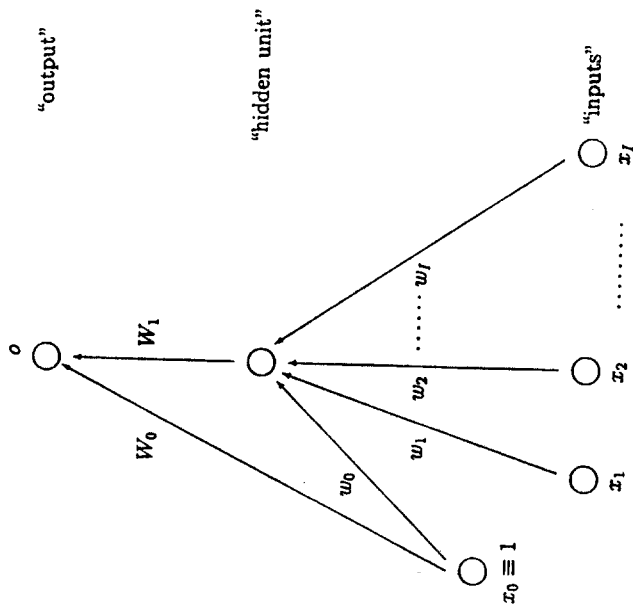 o
"output"
W_0
W_1
"hidden unit"
w_0
w_1
w_2
......
w_I
x_0 ≡ 1
x_1
x_2
.........
x_I
"inputs"